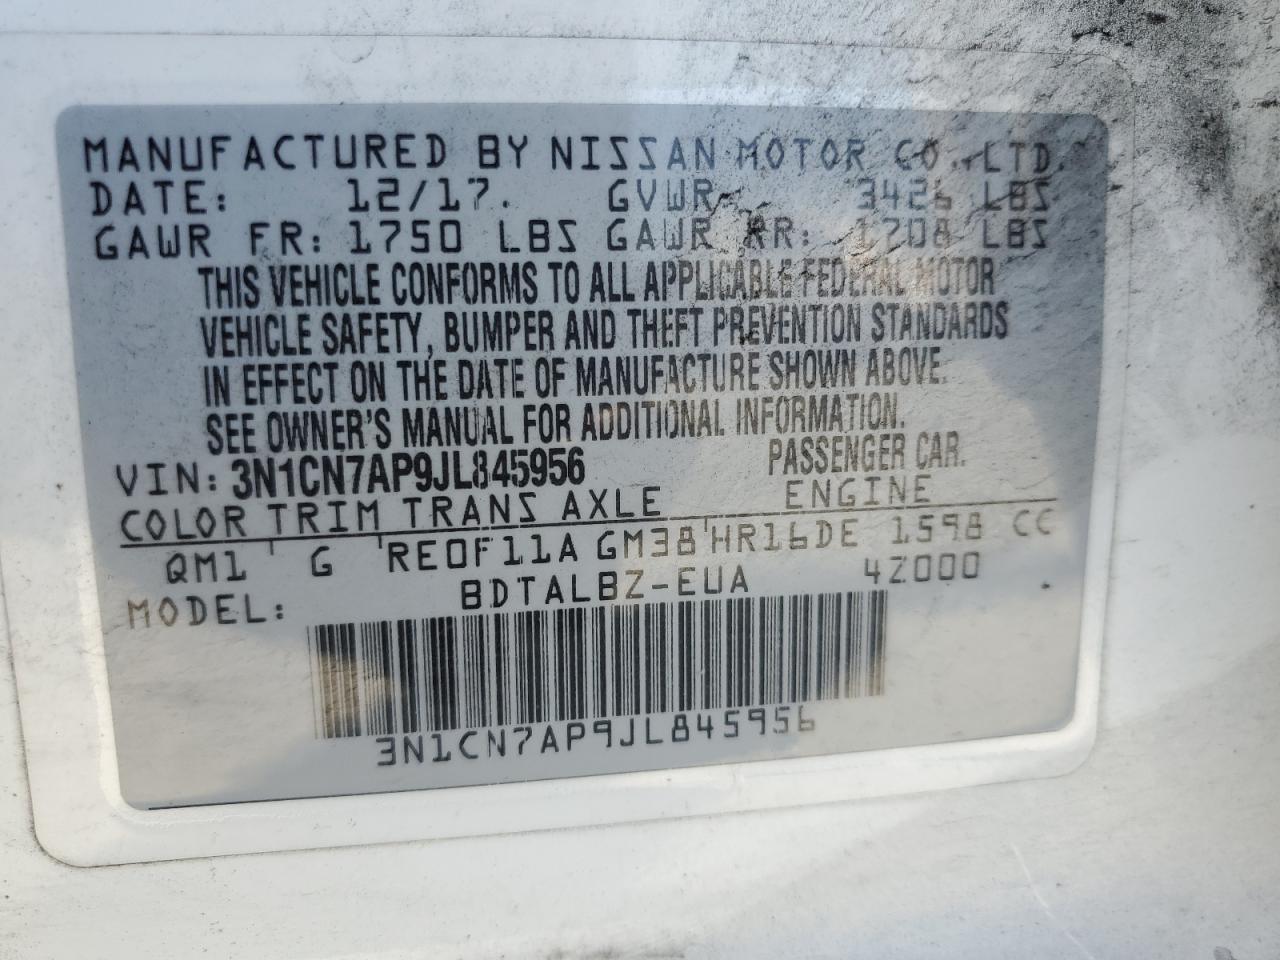 MANUFACTURED BY NISSAN MOTOR CO., LTD.
DATE: 12/17. GVWR 3426 LBS
GAWR FR: 1750 LBS GAWR RR: 1708 LBS
THIS VEHICLE CONFORMS TO ALL APPLICABLE FEDERAL MOTOR
VEHICLE SAFETY, BUMPER AND THEFT PREVENTION STANDARDS
IN EFFECT ON THE DATE OF MANUFACTURE SHOWN ABOVE.
SEE OWNER'S MANUAL FOR ADDITIONAL INFORMATION.
VIN: 3N1CN7AP9JL845956 PASSENGER CAR.
COLOR TRIM TRANS AXLE ENGINE
QM1 G RE0F11A GM38 HR16DE 1598 CC
MODEL: BDTALBZ-EUA 4Z000
3N1CN7AP9JL845956